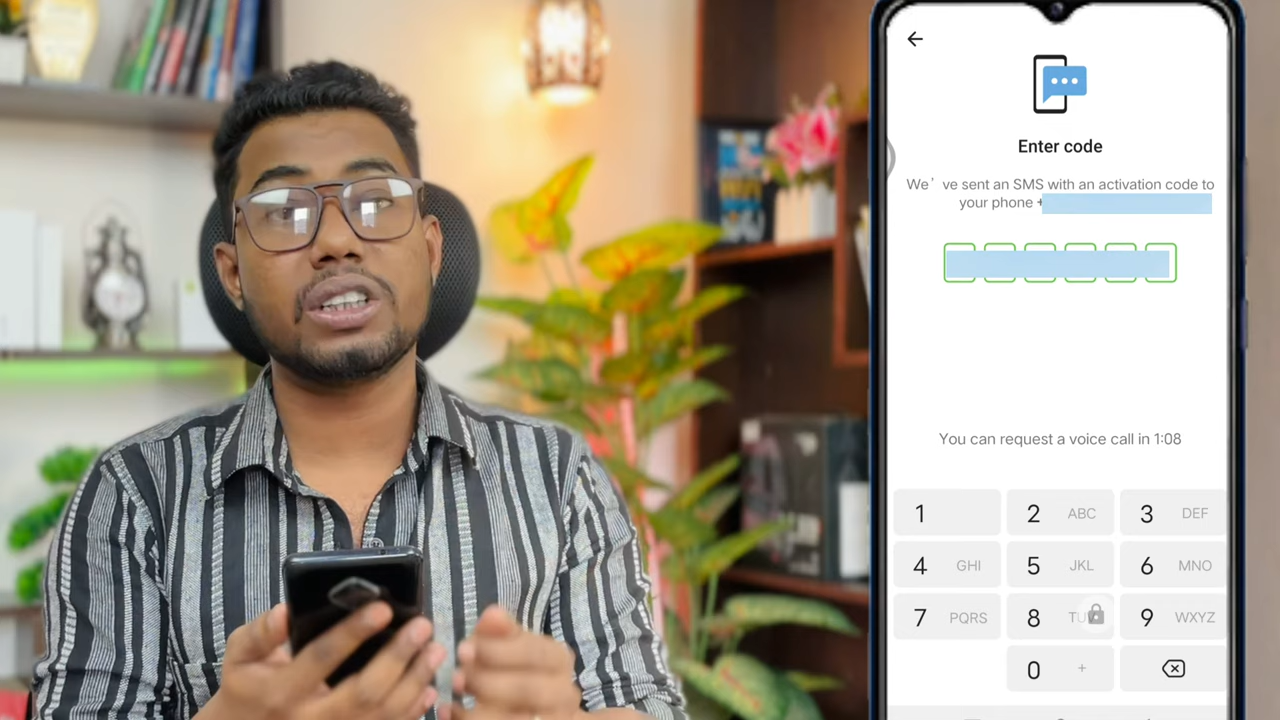 Enter code
We've sent an SMS with an activation code to
your phone +
You can request a voice call in 1:08
1
2 ABC
3 DEF
4 GHI
5 JKL
6 MNO
7 PQRS
8 TU
9 WXYZ
0 +